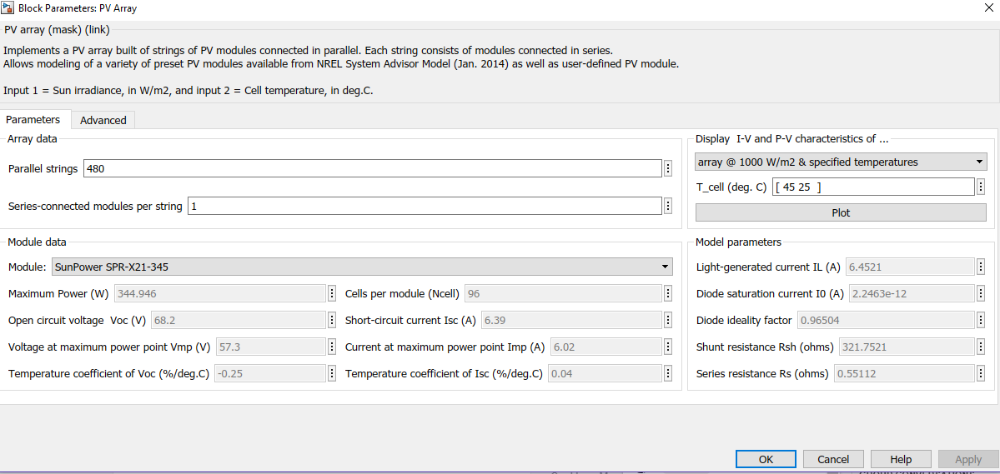 Block Parameters: PV Array
PV array (mask) (link)
Implements a PV array built of strings of PV modules connected in parallel. Each string consists of modules connected in series.
Allows modeling of a variety of preset PV modules available from NREL System Advisor Model (Jan. 2014) as well as user-defined PV module.
Input 1 = Sun irradiance, in W/m2, and input 2 = Cell temperature, in deg.C.
Parameters Advanced
Array data
Parallel strings 480
Series-connected modules per string 1
Display I-V and P-V characteristics of ...
array @ 1000 W/m2 & specified temperatures
T_cell (deg. C) [ 45 25 ]
Plot
Module data
Module: SunPower SPR-X21-345
Maximum Power (W) 344.946 Cells per module (Ncell) 96
Open circuit voltage Voc (V) 68.2 Short-circuit current Isc (A) 6.39
Voltage at maximum power point Vmp (V) 57.3 Current at maximum power point Imp (A) 6.02
Temperature coefficient of Voc (%/deg.C) -0.25 Temperature coefficient of Isc (%/deg.C) 0.04
Model parameters
Light-generated current IL (A) 6.4521
Diode saturation current I0 (A) 2.2463e-12
Diode ideality factor 0.96504
Shunt resistance Rsh (ohms) 321.7521
Series resistance Rs (ohms) 0.55112
OK Cancel Help Apply